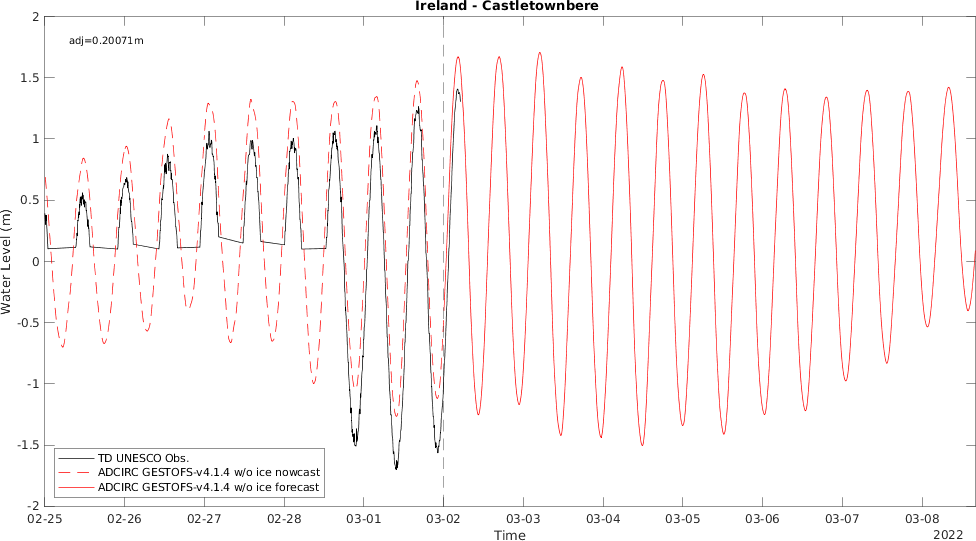 Ireland - Castletownbere
adj=0.20071m
2
1.5
1
0.5
0
-0.5
-1
-1.5
-2
Water Level (m)
TD UNESCO Obs.
ADCIRC GESTOFS-v4.1.4 w/o ice nowcast
ADCIRC GESTOFS-v4.1.4 w/o ice forecast
02-25 02-26 02-27 02-28 03-01 03-02 03-03 03-04 03-05 03-06 03-07 03-08
Time
2022